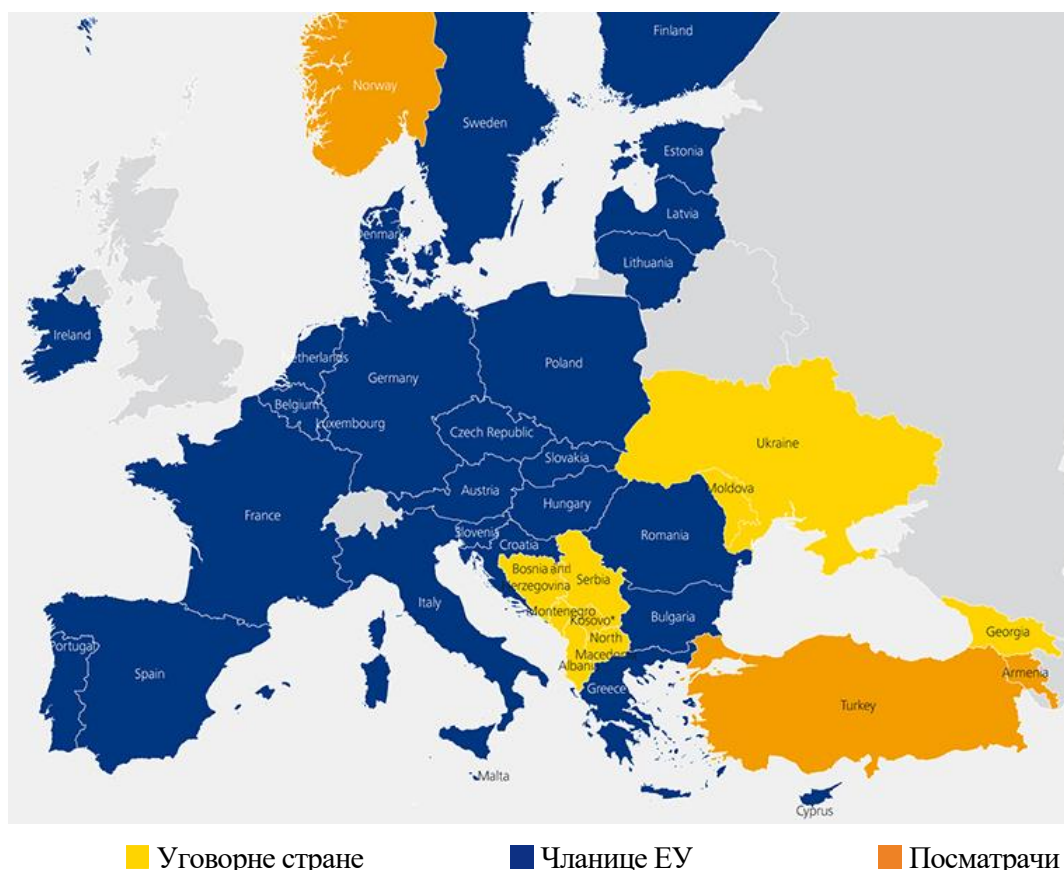 Finland
Norway
Sweden
Estonia
Latvia
Denmark
Lithuania
Ireland
Netherlands
Germany
Poland
Belgium
Luxembourg
Czech Republic
Ukraine
Slovakia
Austria
Moldova
Hungary
France
Slovenia
Romania
Croatia
Bosnia and
Herzegovina
Serbia
Italy
Montenegro
Kosovo*
Bulgaria
Georgia
North
Macedonia
Albania
Armenia
Portugal
Spain
Greece
Turkey
Malta
Cyprus
Уговорне стране
Чланице ЕУ
Посматрачи